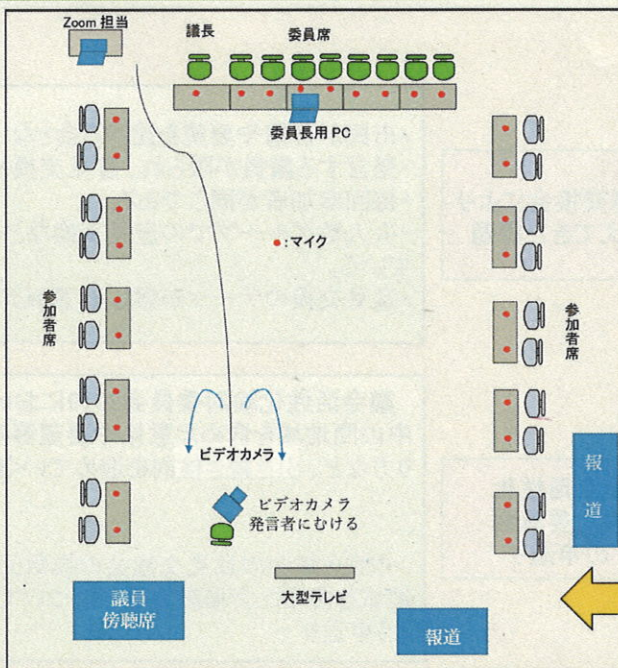 Zoom 担当
議長
委員席
委員長用 PC
●:マイク
参加者席
参加者席
ビデオカメラ
ビデオカメラ
発言者にむける
報道
大型テレビ
議員
傍聴席
報道